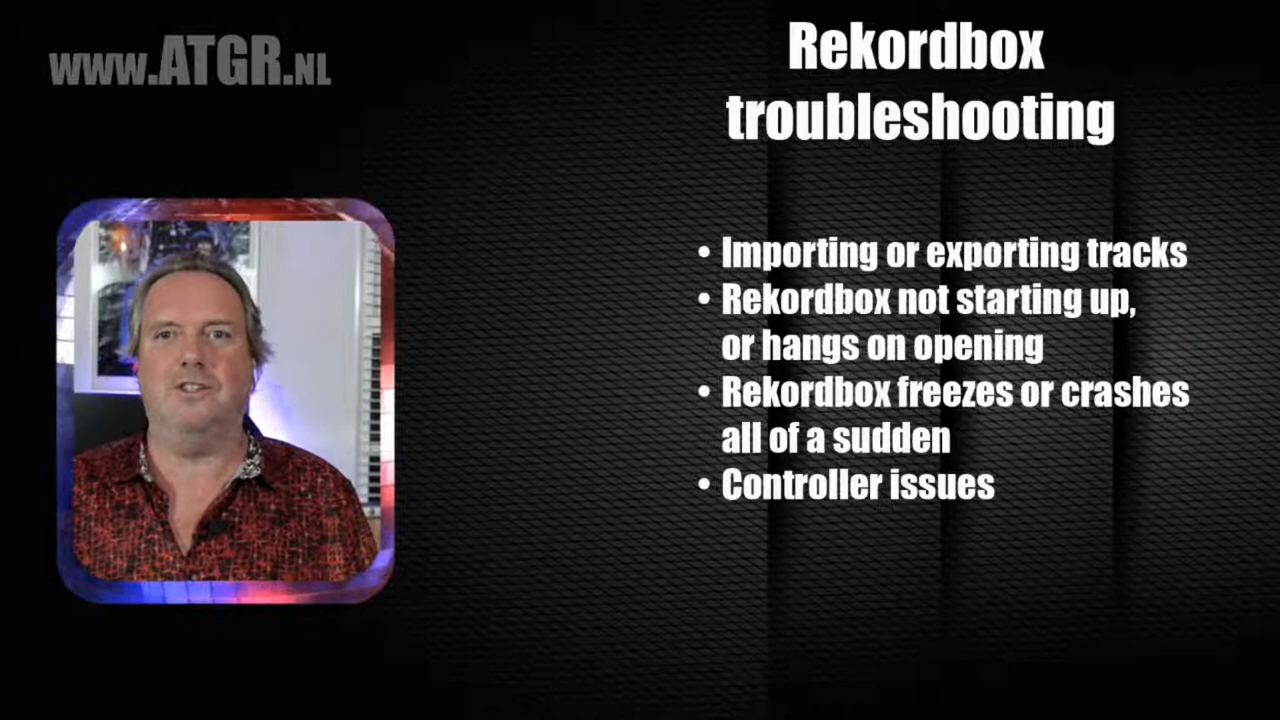 www.ATGR.NL
Rekordbox
troubleshooting
• Importing or exporting tracks
• Rekordbox not starting up,
or hangs on opening
• Rekordbox freezes or crashes
all of a sudden
• Controller issues